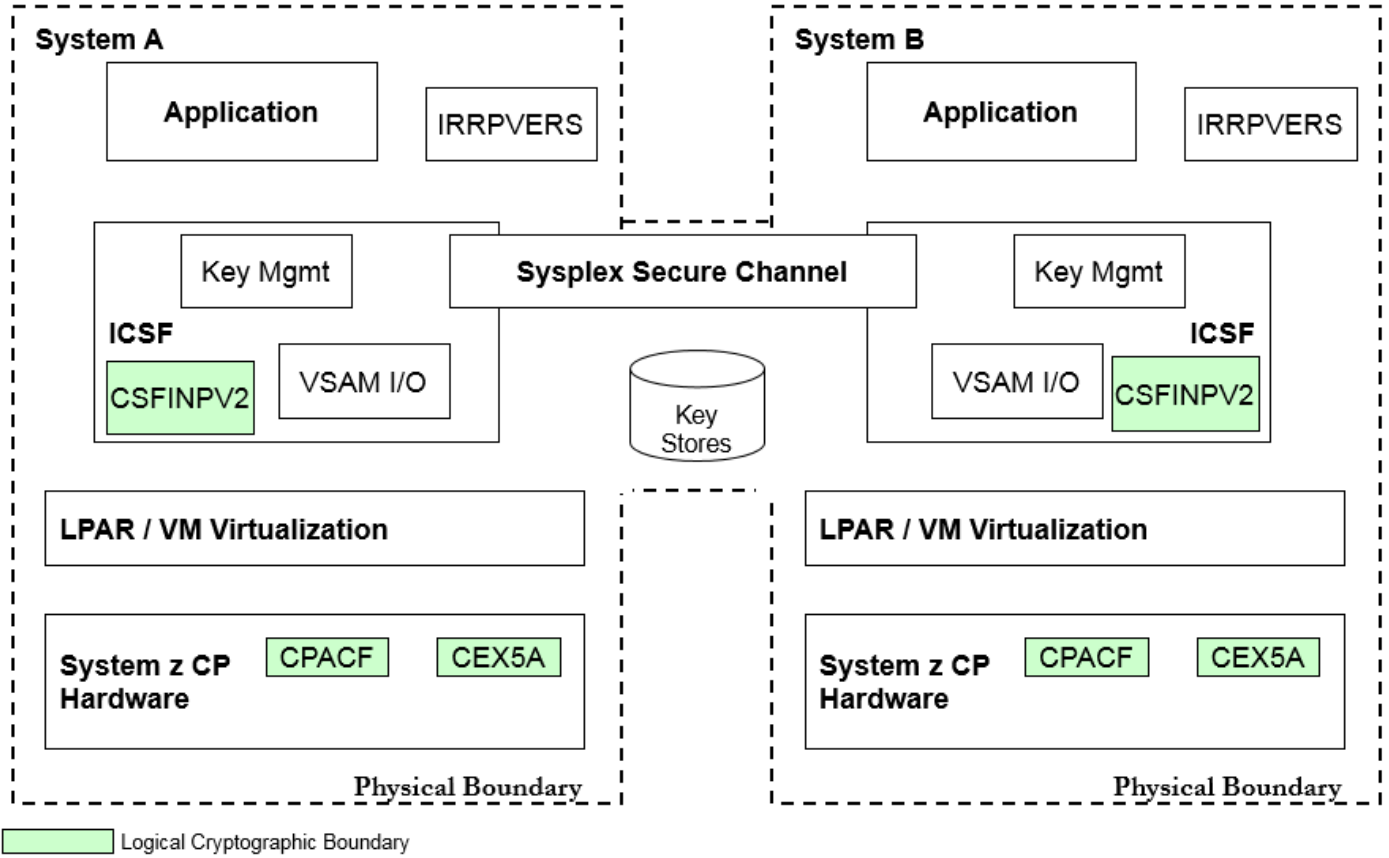 System A
Application
IRRPVERS
Key Mgmt
ICSF
CSFINPV2
VSAM I/O
LPAR / VM Virtualization
System z CP
Hardware
CPACF
CEX5A
Physical Boundary
Sysplex Secure Channel
Key
Stores
System B
Application
IRRPVERS
Key Mgmt
ICSF
VSAM I/O
CSFINPV2
LPAR / VM Virtualization
System z CP
Hardware
CPACF
CEX5A
Physical Boundary
Logical Cryptographic Boundary